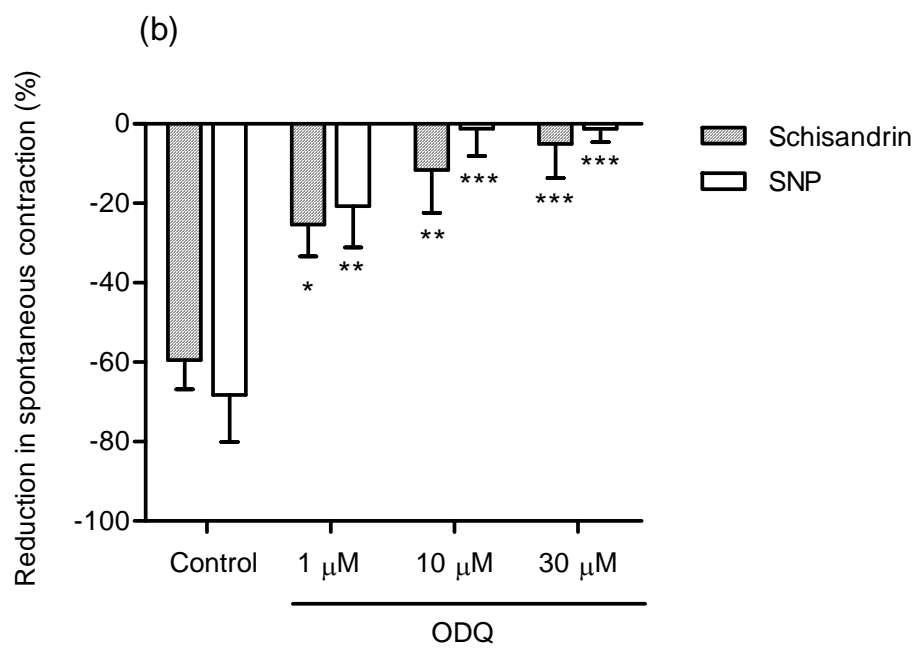 (b)
Reduction in spontaneous contraction (%)
0
-20
-40
-60
-80
-100
*
**
**
***
***
***
Control
1 μM
10 μM
30 μM
ODQ
Schisandrin
SNP